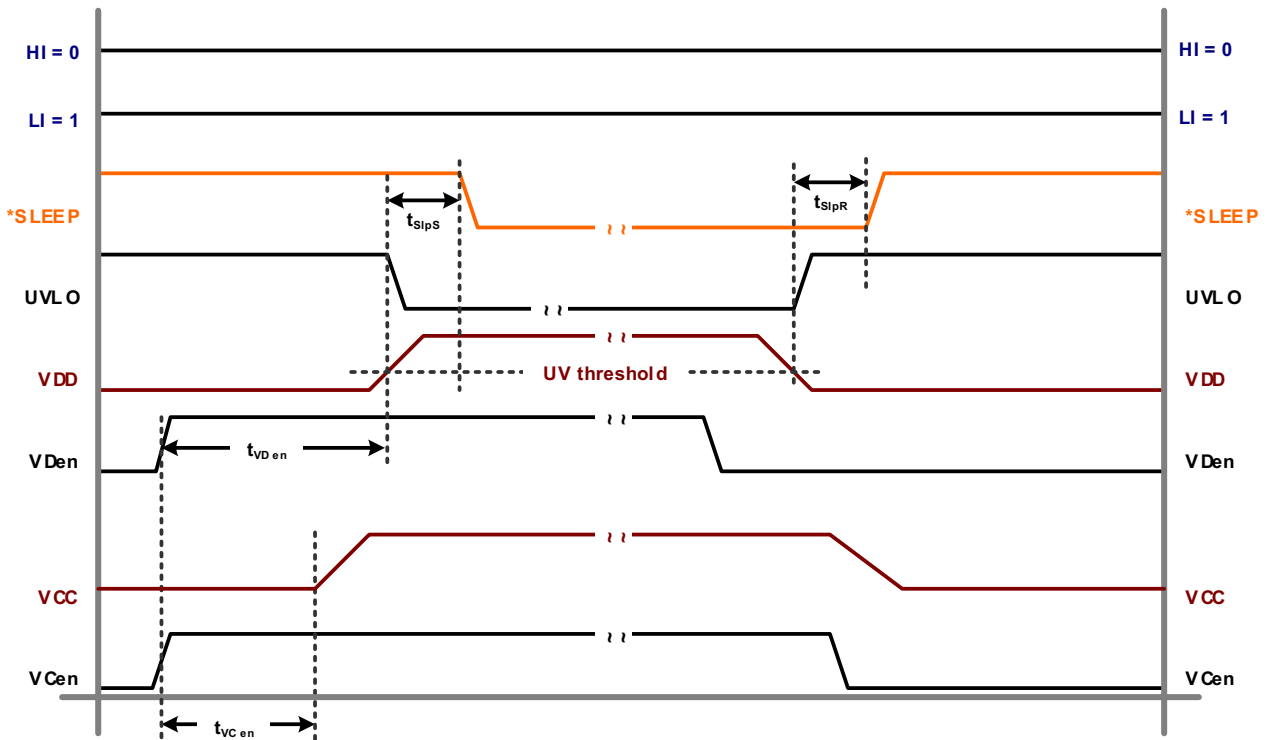 HI = 0
HI = 0
LI = 1
LI = 1
*SLEEP
tSlpS
tSlpR
*SLEEP
UVLO
UVLO
VDD
UV threshold
VDD
VDen
tVDen
VDen
VCC
VCC
VCen
VCen
tVCen